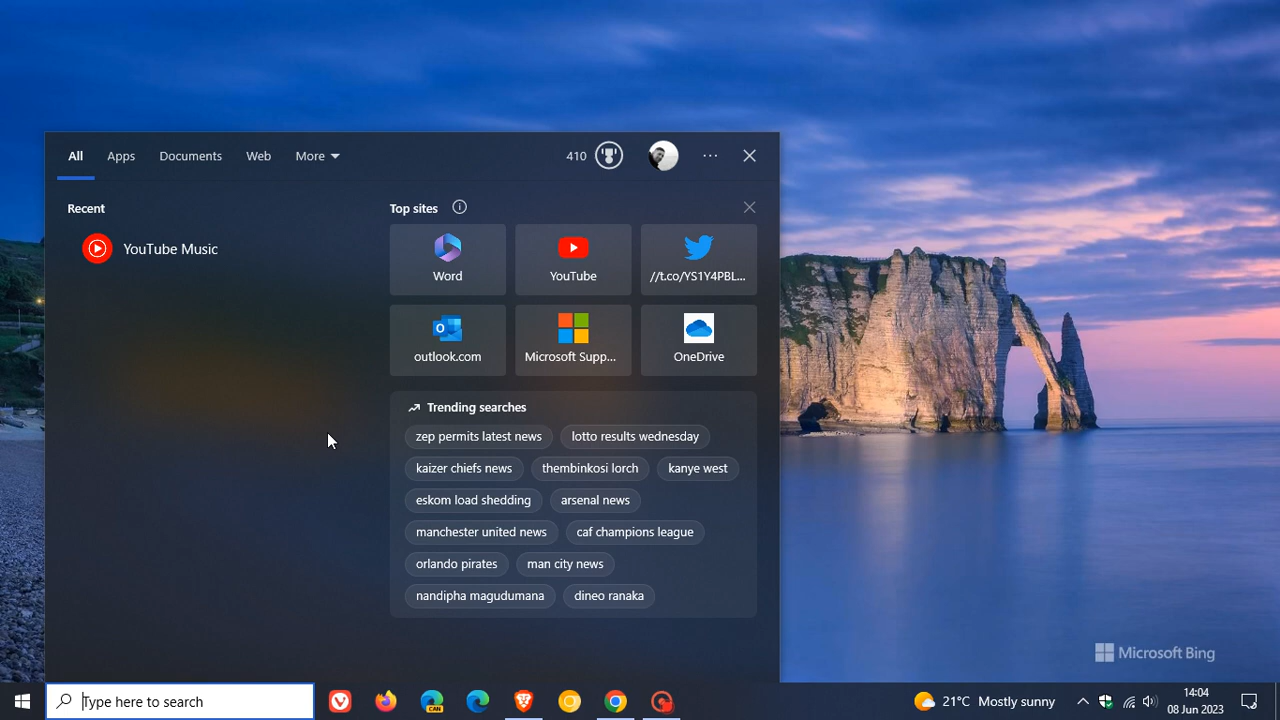 All Apps Documents Web More 410
Recent
YouTube Music
Top sites
Word YouTube //t.co/YS1Y4PBL...
outlook.com Microsoft Supp... OneDrive
Trending searches
zep permits latest news lotto results wednesday
kaizer chiefs news thembinkosi lorch kanye west
eskom load shedding arsenal news
manchester united news caf champions league
orlando pirates man city news
nandipha magudumana dineo ranaka
Microsoft Bing
Type here to search
CAN
21°C Mostly sunny
14:04
08 Jun 2023